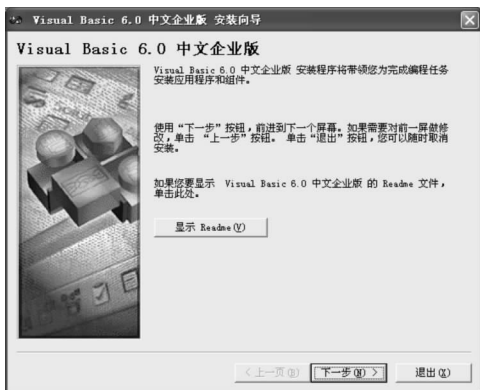 Visual Basic 6.0 中文企业版 安装向导
Visual Basic 6.0 中文企业版
Visual Basic 6.0 中文企业版 安装程序将带领您为完成编程任务
安装应用程序和组件。
使用“下一步”按钮，前进到下一个屏幕。如果需要对前一屏做修
改，单击 “上一步”按钮。 单击“退出”按钮，您可以随时取消
安装。
如果您要显示 Visual Basic 6.0 中文企业版 的 Readme 文件，
单击此处。
显示 Readme(V)
<上一页(B) 下一步(N) > 退出(X)